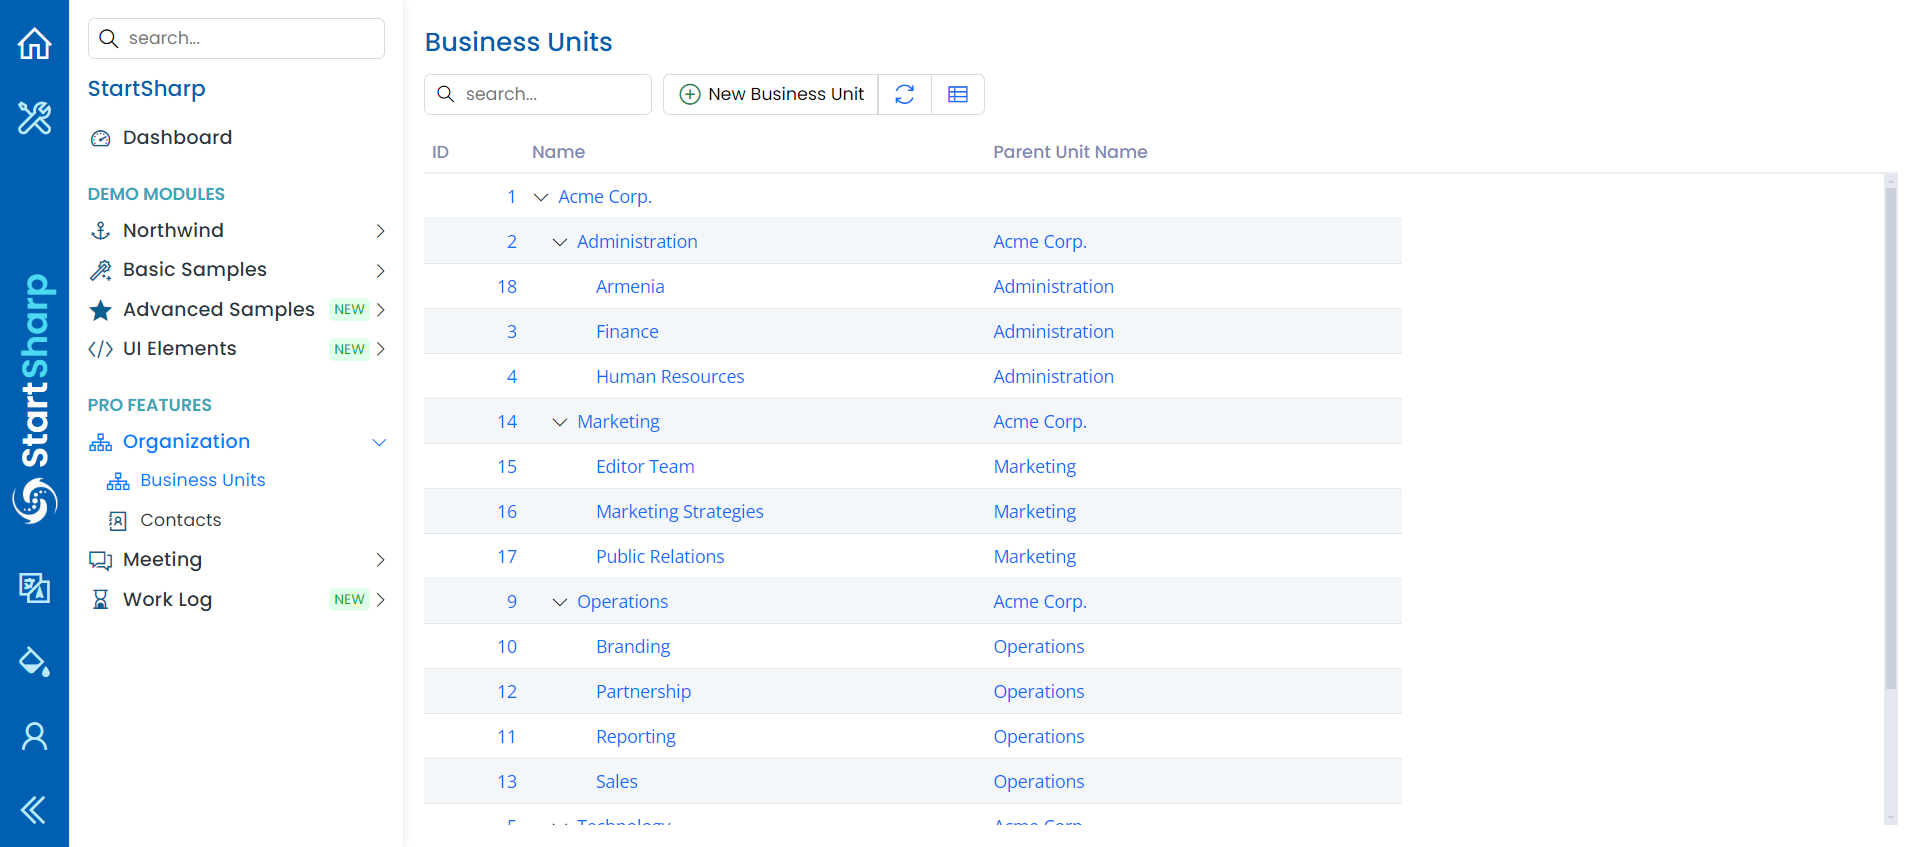 StartSharp
search...
StartSharp
Dashboard
DEMO MODULES
Northwind
Basic Samples
Advanced Samples NEW
UI Elements NEW
PRO FEATURES
Organization
Business Units
Contacts
Meeting
Work Log NEW
Business Units
search... New Business Unit
ID Name Parent Unit Name
1 Acme Corp.
2 Administration Acme Corp.
18 Armenia Administration
3 Finance Administration
4 Human Resources Administration
14 Marketing Acme Corp.
15 Editor Team Marketing
16 Marketing Strategies Marketing
17 Public Relations Marketing
9 Operations Acme Corp.
10 Branding Operations
12 Partnership Operations
11 Reporting Operations
13 Sales Operations
5 Technology Acme Corp.